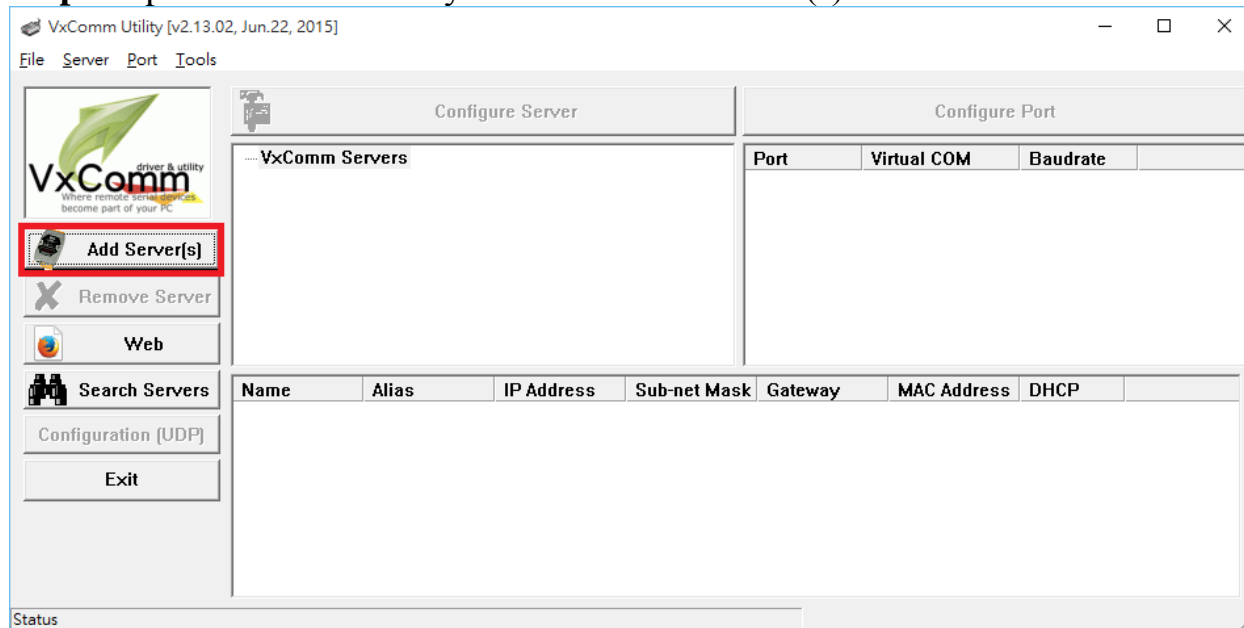 VxComm Utility [v2.13.02, Jun.22, 2015]
File Server Port Tools
driver & utility
VxComm
Where remote serial devices
become part of your PC
Add Server(s)
Remove Server
Web
Search Servers
Configuration (UDP)
Exit
Configure Server
VxComm Servers
Configure Port
Port Virtual COM Baudrate
Name Alias IP Address Sub-net Mask Gateway MAC Address DHCP
Status